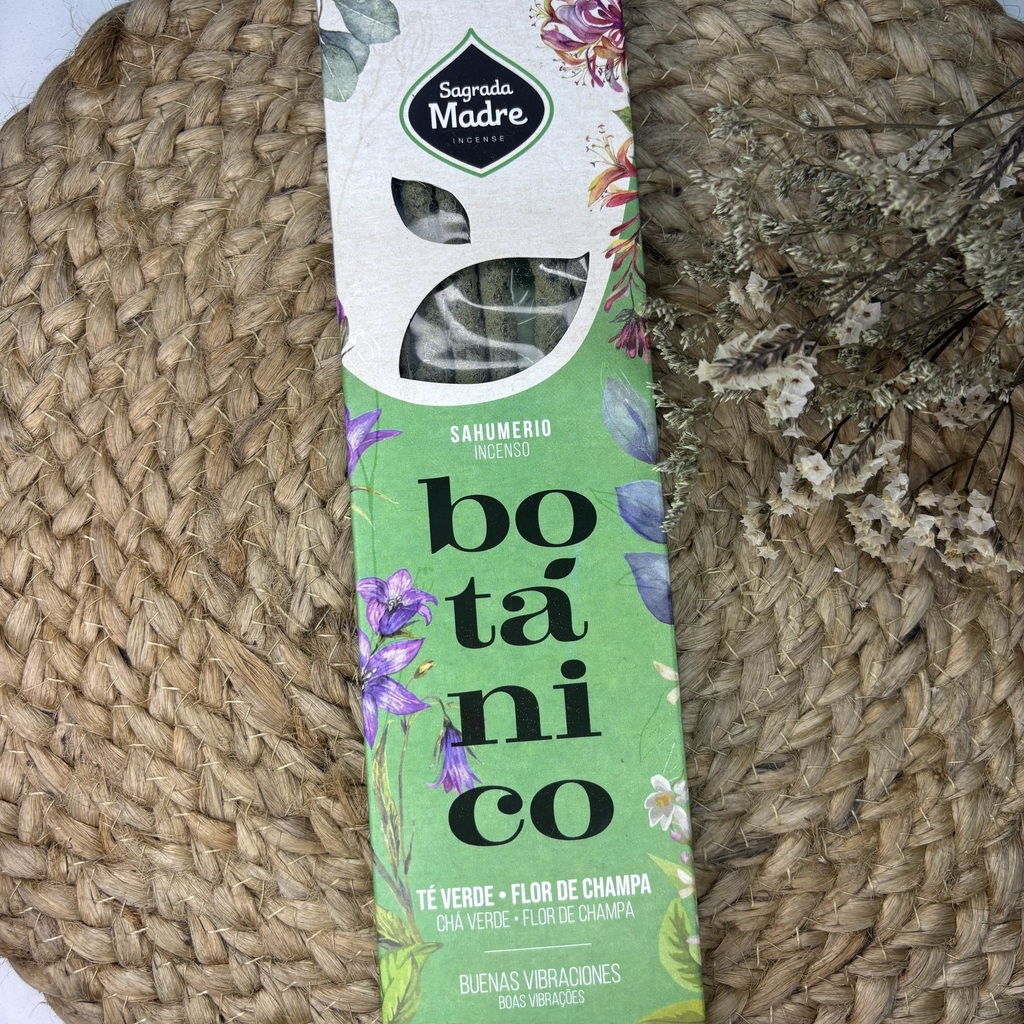 Sagrada
Madre
INCENSE
SAHUMERIO
INCENSO
bo
tá
ni
co
TÉ VERDE • FLOR DE CHAMPA
CHÁ VERDE • FLOR DE CHAMPA
BUENAS VIBRACIONES
BOAS VIBRAÇÕES